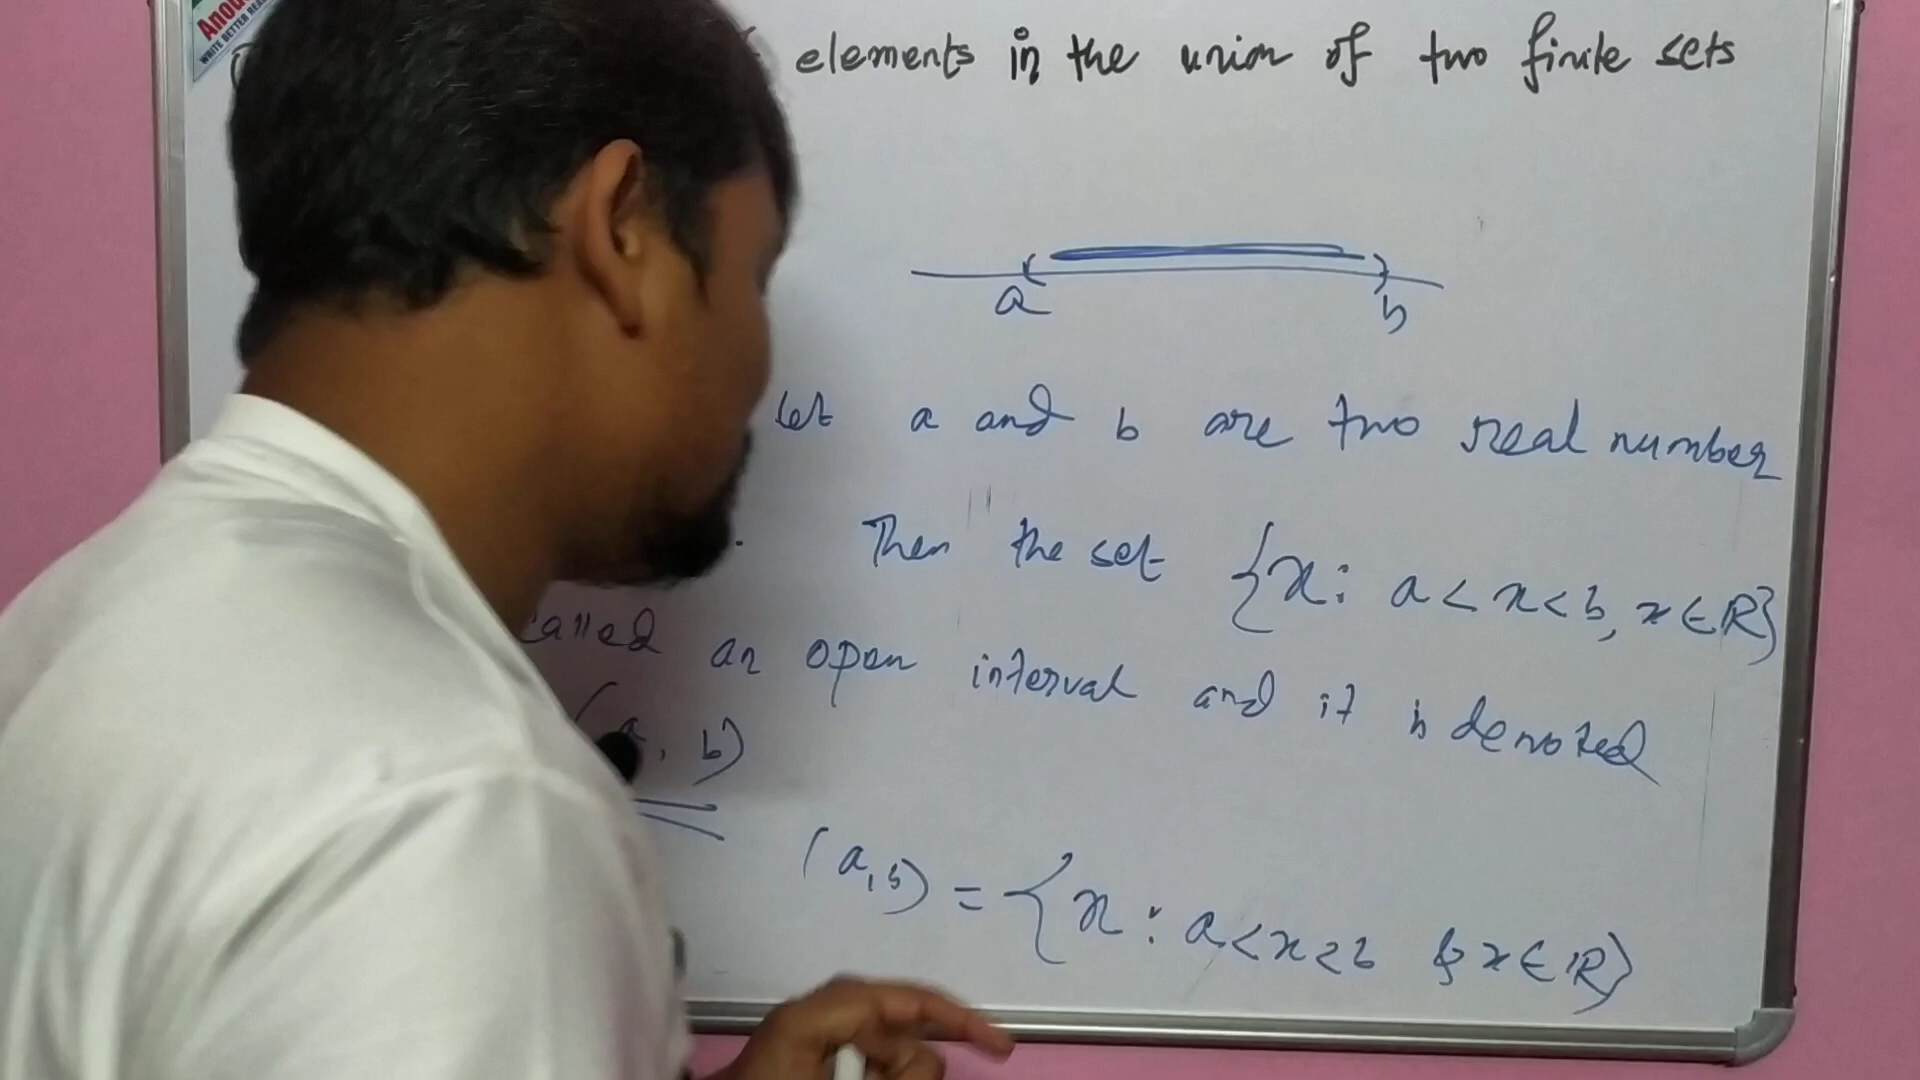 elements in the union of two finite sets
a b
Let a and b are two real number
. Then the set {x: a<x<b, x∈R}
called an open interval and it is denoted
(a, b)
(a,b) = {x : a<x<b & x∈R}